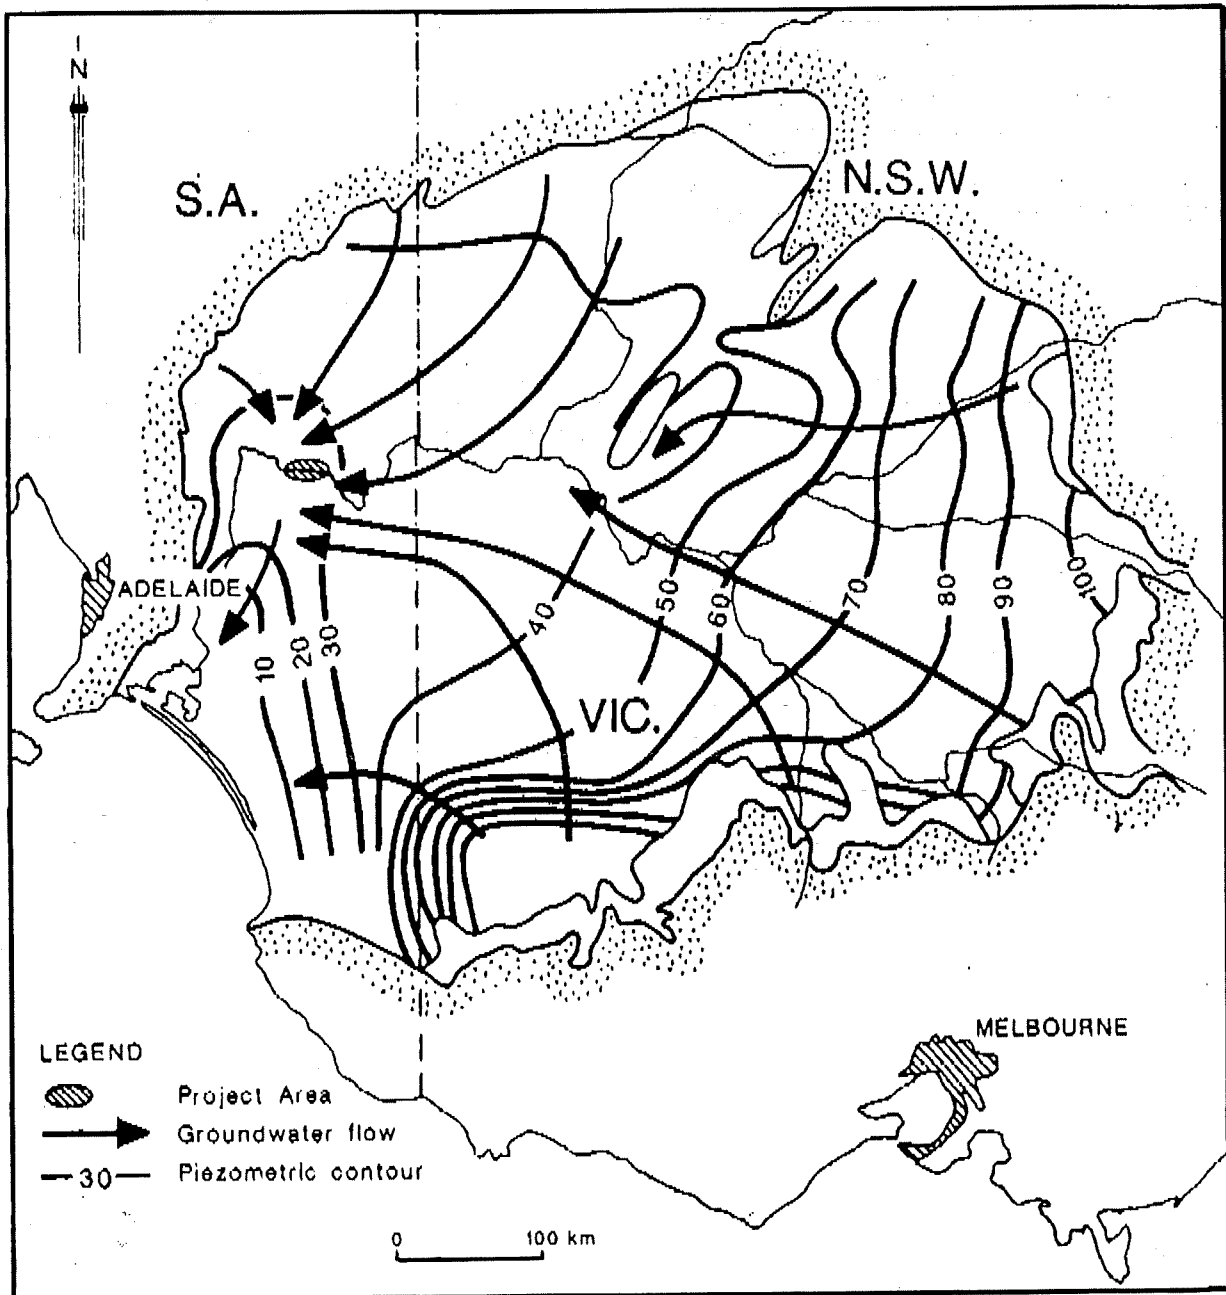 N
S.A.
N.S.W.
ADELAIDE
10
20
30
40
50
60
70
80
90
100
VIC.
MELBOURNE
LEGEND
Project Area
Groundwater flow
30 Piezometric contour
0 100 km